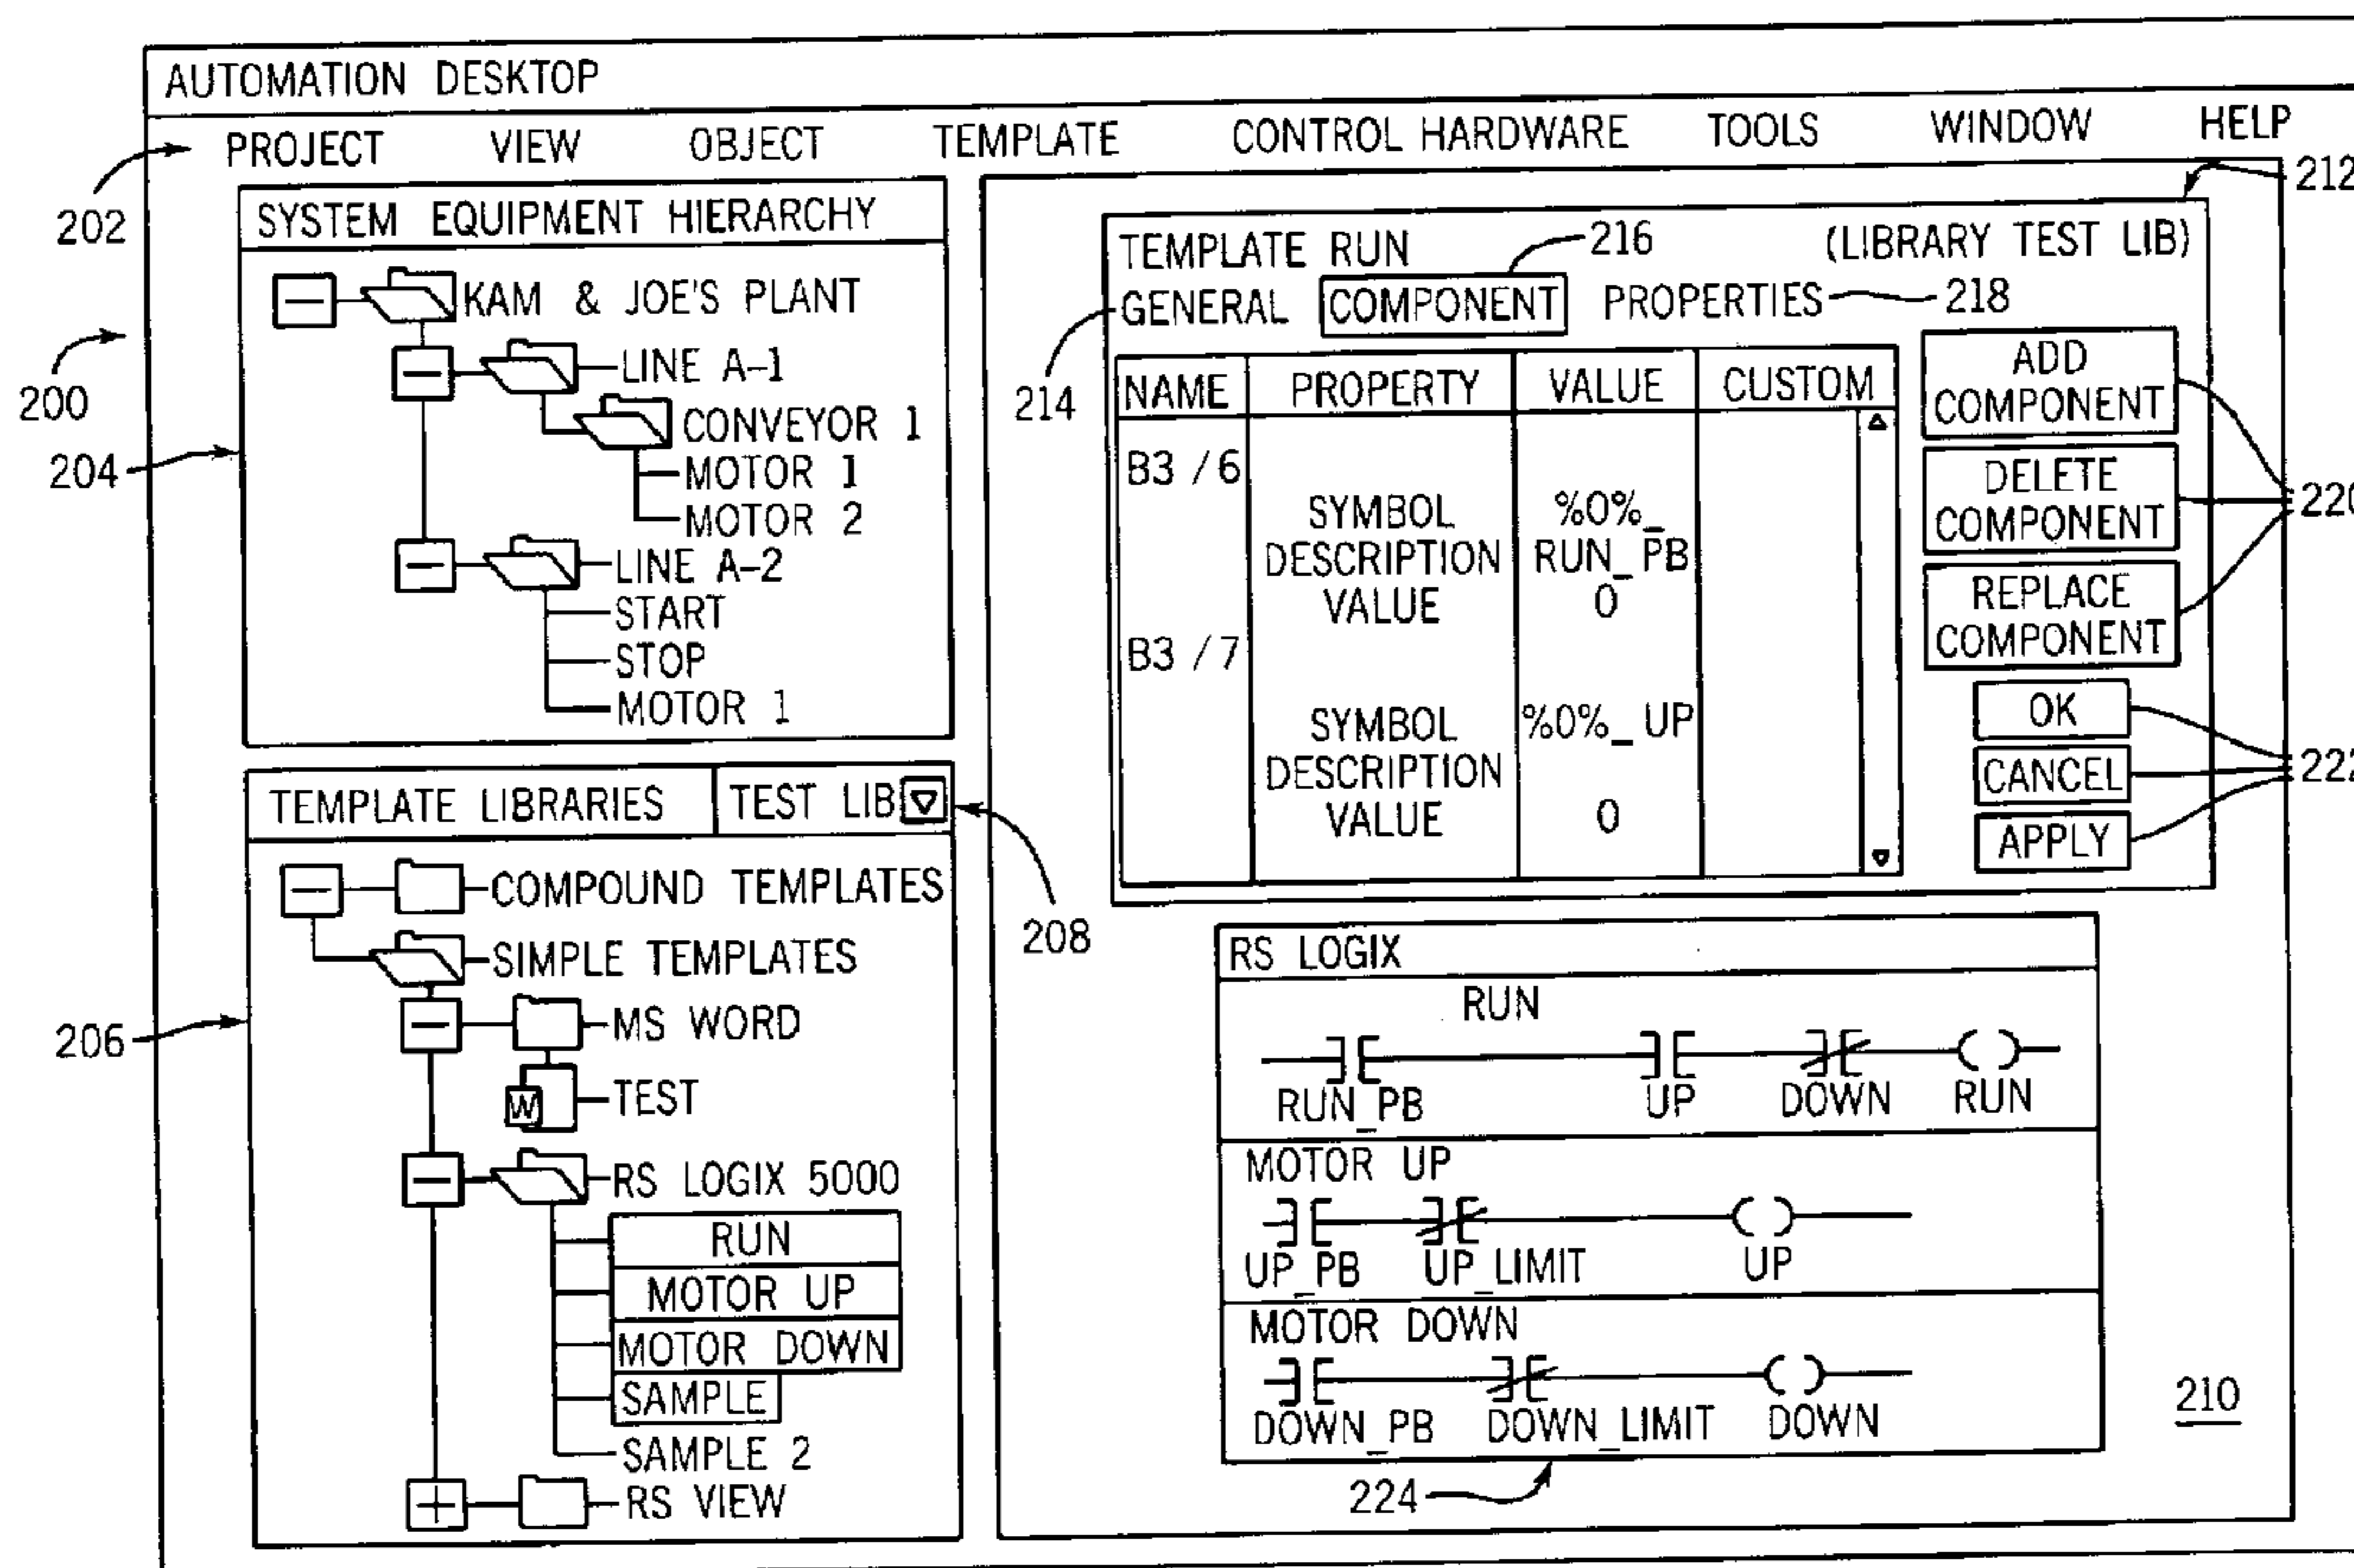 AUTOMATION DESKTOP
PROJECT VIEW OBJECT TEMPLATE CONTROL HARDWARE TOOLS WINDOW HELP
202
200
204
SYSTEM EQUIPMENT HIERARCHY
KAM & JOE'S PLANT
LINE A-1
CONVEYOR 1
MOTOR 1
MOTOR 2
LINE A-2
START
STOP
MOTOR 1
TEMPLATE LIBRARIES TEST LIB
208
206
COMPOUND TEMPLATES
SIMPLE TEMPLATES
MS WORD
W TEST
RS LOGIX 5000
RUN
MOTOR UP
MOTOR DOWN
SAMPLE
SAMPLE 2
RS VIEW
212
TEMPLATE RUN 216 (LIBRARY TEST LIB)
GENERAL COMPONENT PROPERTIES 218
214
NAME PROPERTY VALUE CUSTOM
B3 /6
SYMBOL %0%_
DESCRIPTION RUN_PB
VALUE 0
B3 /7
SYMBOL %0%_UP
DESCRIPTION
VALUE 0
ADD
COMPONENT
DELETE
COMPONENT
REPLACE
COMPONENT
220
OK
CANCEL
APPLY
222
RS LOGIX
RUN
RUN_PB UP DOWN RUN
MOTOR UP
UP_PB UP_LIMIT UP
MOTOR DOWN
DOWN_PB DOWN_LIMIT DOWN
224
210